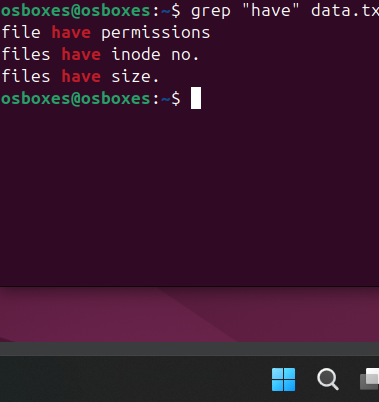 osboxes@osboxes:~$ grep "have" data.tx
file have permissions
files have inode no.
files have size.
osboxes@osboxes:~$